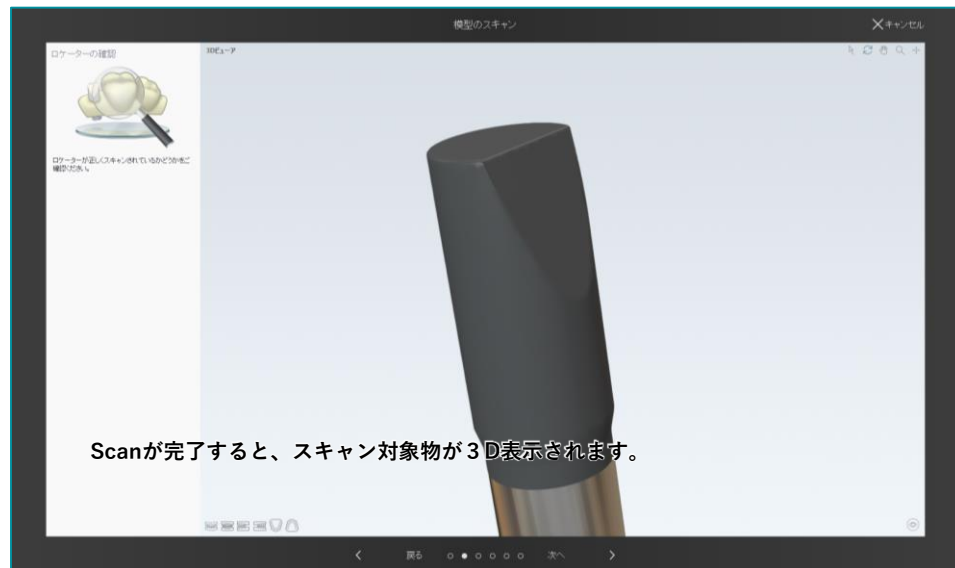 模型のスキャン
キャンセル
ロケーターの確認
3Dビューア
ロケーターが正しくスキャンされているかどうかをご
確認ください。
Scanが完了すると、スキャン対象物が３D表示されます。
戻る
次へ